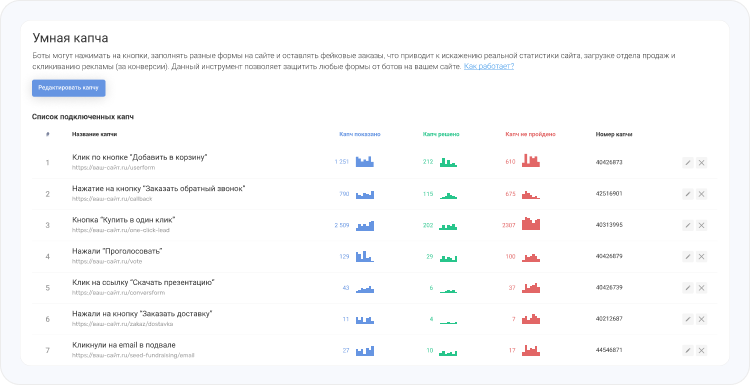 Умная капча
Боты могут нажимать на кнопки, заполнять разные формы на сайте и оставлять фейковые заказы, что приводит к искажению реальной статистики сайта, загрузке отдела продаж и
скликиванию рекламы (за конверсии). Данный инструмент позволяет защитить любые формы от ботов на вашем сайте. Как работает?
Редактировать капчу
Список подключенных капч
# Название капчи Капч показано Капч решено Капч не пройдено Номер капчи
1 Клик по кнопке "Добавить в корзину" 1 251 212 610 40426873
https://ваш-сайт.ru/userform
2 Нажатие на кнопку "Заказать обратный звонок" 790 115 675 42516901
https://ваш-сайт.ru/callback
3 Кнопка "Купить в один клик" 2 509 202 2307 40313995
https://ваш-сайт.ru/one-click-lead
4 Нажали "Проголосовать" 129 29 100 40426879
https://ваш-сайт.ru/vote
5 Клик на ссылку "Скачать презентацию" 43 6 37 40426739
https://ваш-сайт.ru/conversform
6 Нажали на кнопку "Заказать доставку" 11 4 7 40212687
https://ваш-сайт.ru/zakaz/dostavka
7 Кликнули на email в подвале 27 10 17 44546871
https://ваш-сайт.ru/seed-fundraising/email